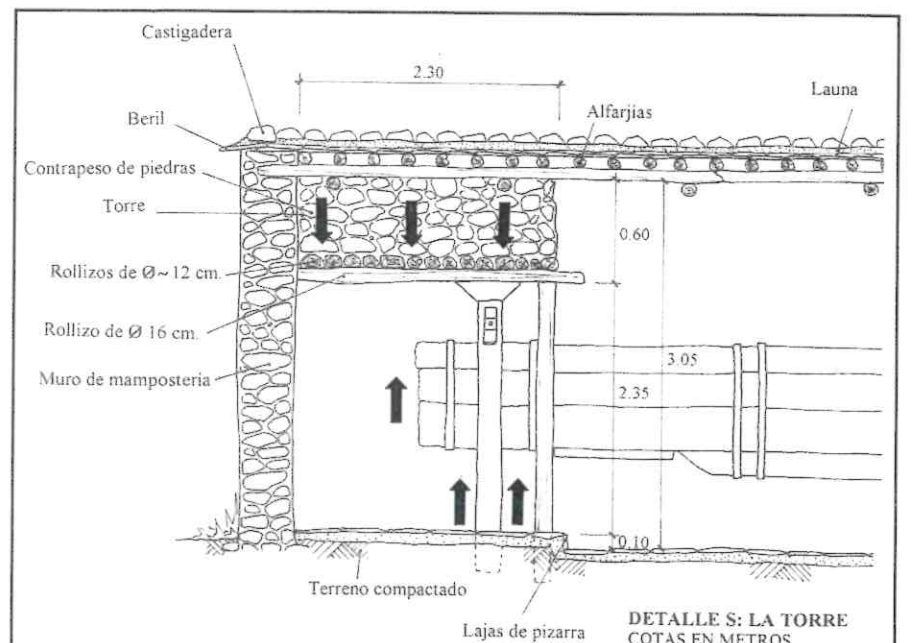 Castigadera
2.30
Launa
Beril
Alfarjías
Contrapeso de piedras
Torre
0.60
Rollizos de Ø~ 12 cm.
Rollizo de Ø 16 cm.
3.05
Muro de mamposteria
2.35
0.10
Terreno compactado
Lajas de pizarra
DETALLE S: LA TORRE
COTAS EN METROS